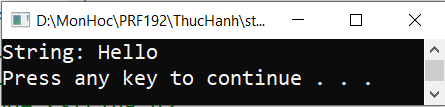 D:\MonHoc\PRF192\ThucHanh\st...
String: Hello
Press any key to continue . . .